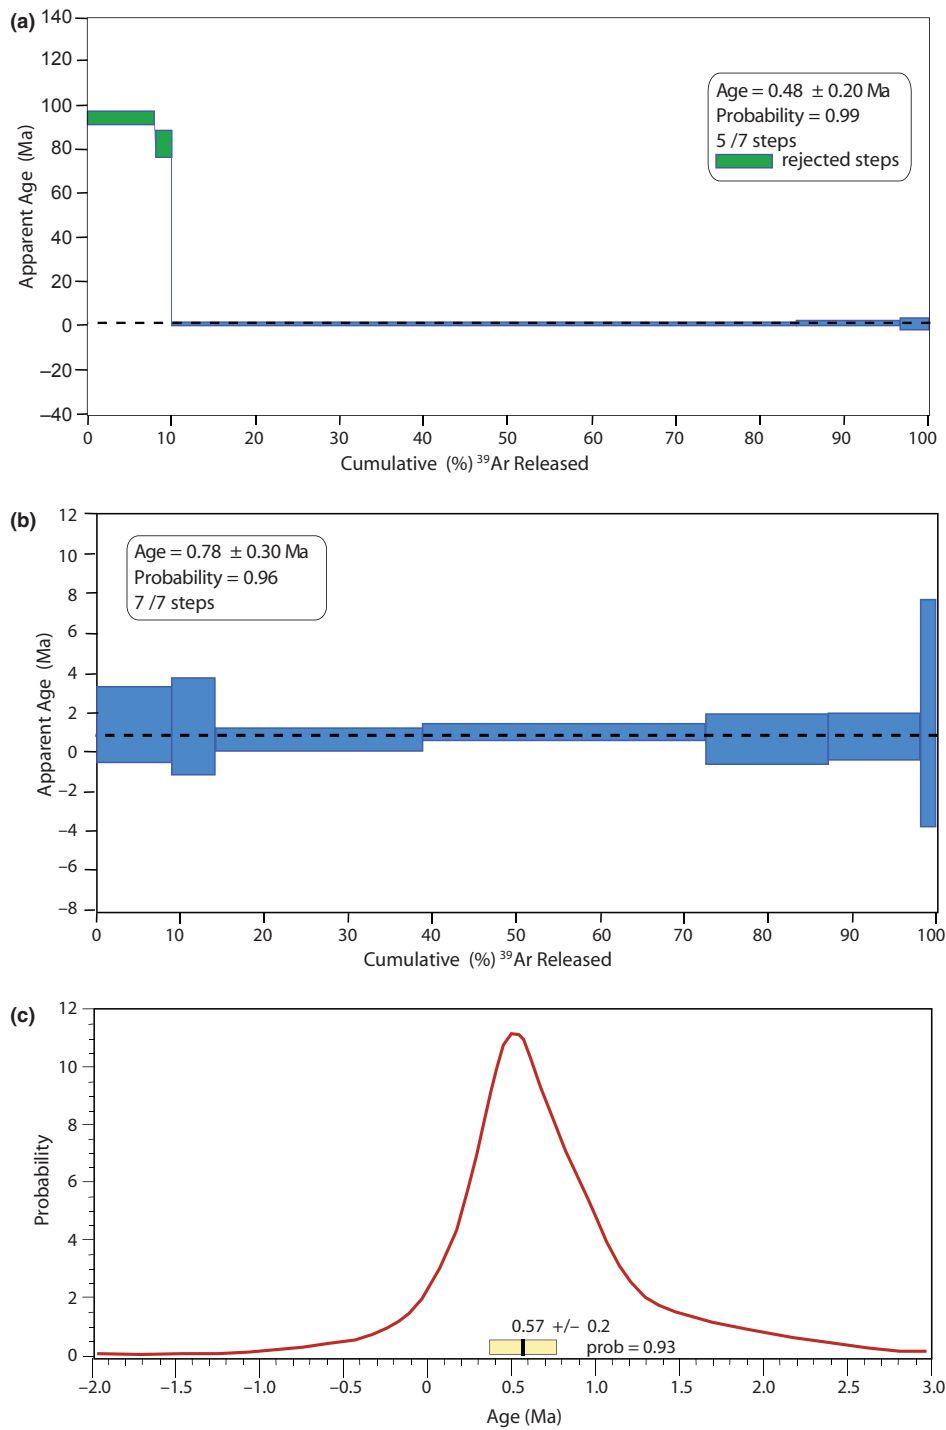 (a)
140
120
100
80
60
40
20
0
–20
–40
Apparent Age (Ma)
Age = 0.48 ± 0.20 Ma
Probability = 0.99
5 /7 steps
rejected steps
0 10 20 30 40 50 60 70 80 90 100
Cumulative (%) ³⁹Ar Released
(b)
12
10
8
6
4
2
0
–2
–4
–6
–8
Apparent Age (Ma)
Age = 0.78 ± 0.30 Ma
Probability = 0.96
7 /7 steps
0 10 20 30 40 50 60 70 80 90 100
Cumulative (%) ³⁹Ar Released
(c)
12
10
8
6
4
2
0
Probability
0.57 +/– 0.2
prob = 0.93
–2.0 –1.5 –1.0 –0.5 0 0.5 1.0 1.5 2.0 2.5 3.0
Age (Ma)